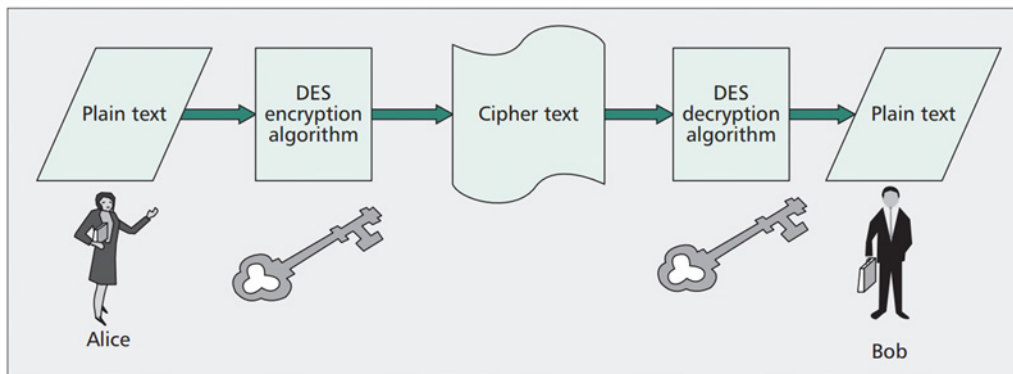 Plain text
DES
encryption
algorithm
Cipher text
DES
decryption
algorithm
Plain text
Alice
Bob